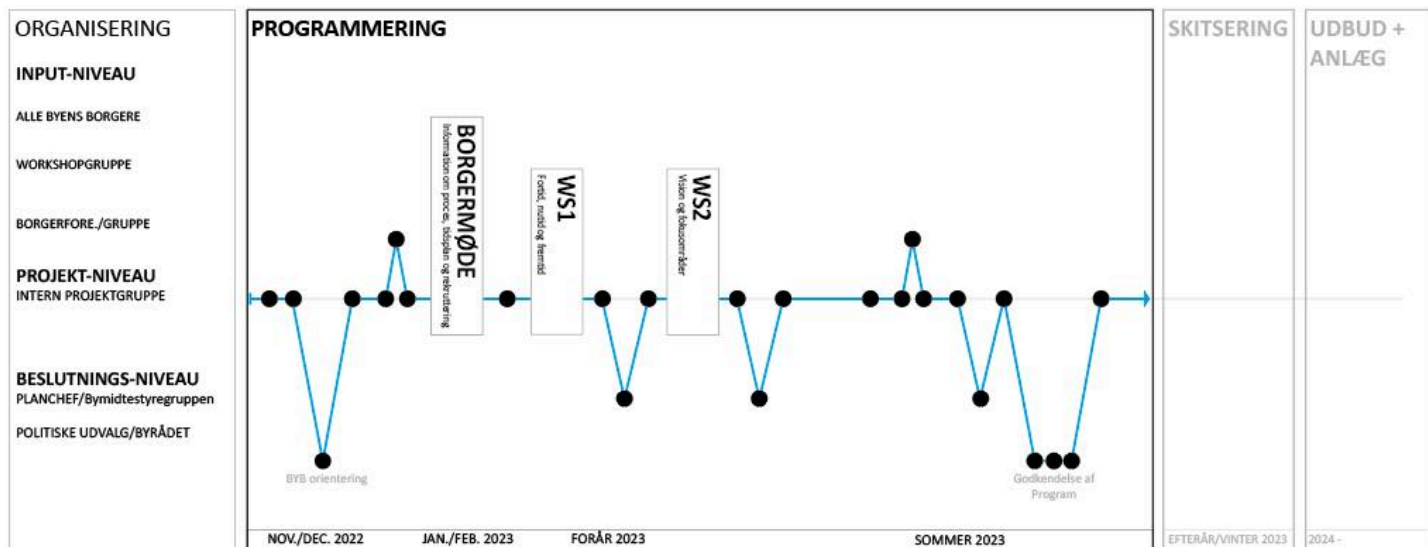 ORGANISERING
INPUT-NIVEAU
ALLE BYENS BORGERE
WORKSHOPGRUPPE
BORGERFORE./GRUPPE
PROJEKT-NIVEAU
INTERN PROJEKTGRUPPE
BESLUTNINGS-NIVEAU
PLANCHEF/Bymidtestyregruppen
POLITISKE UDVALG/BYRÅDET
PROGRAMMERING
BORGERMØDE
Information om proces, tidsplan og rekruttering
WS1
Fortid, nutid og fremtid
WS2
Vision og fokusområder
BYB orientering
Godkendelse af
Program
NOV./DEC. 2022
JAN./FEB. 2023
FORÅR 2023
SOMMER 2023
SKITSERING
EFTERÅR/VINTER 2023
UDBUD +
ANLÆG
2024 -